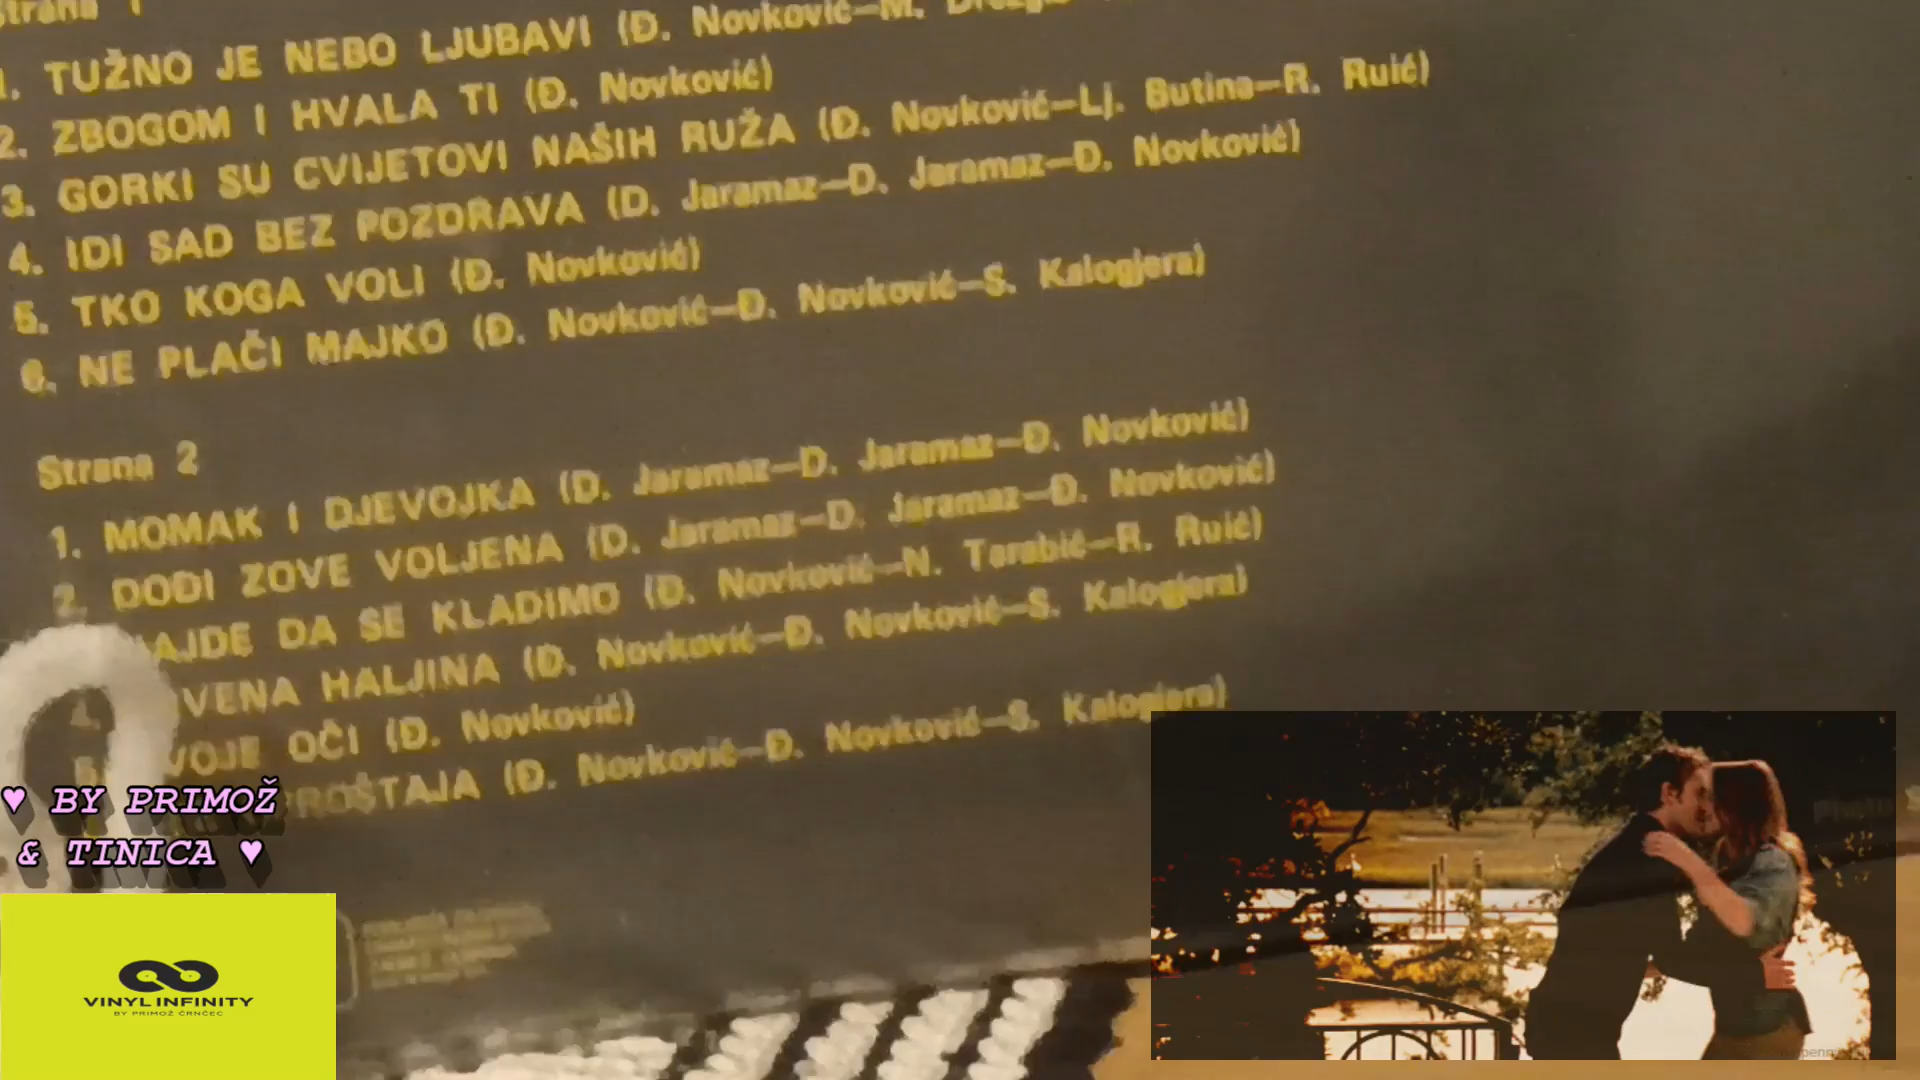 Strana 1
1. TUŽNO JE NEBO LJUBAVI (Đ. Novković—M.
2. ZBOGOM I HVALA TI (Đ. Novković)
3. GORKI SU CVIJETOVI NAŠIH RUŽA (Đ. Novković—Lj. Butina—R. Ruić)
4. IDI SAD BEZ POZDRAVA (D. Jaramaz—D. Jaramaz—Đ. Novković)
5. TKO KOGA VOLI (Đ. Novković)
6. NE PLAČI MAJKO (Đ. Novković—Đ. Novković—S. Kalogjera)
Strana 2
1. MOMAK I DJEVOJKA (D. Jaramaz—D. Jaramaz—Đ. Novković)
2. DOĐI ZOVE VOLJENA (D. Jaramaz—D. Jaramaz—Đ. Novković)
AJDE DA SE KLADIMO (Đ. Novković—N. Tarabić—R. Ruić)
VENA HALJINA (Đ. Novković—Đ. Novković—S. Kalogjera)
VOJE OČI (Đ. Novković)
ROŠTAJA (Đ. Novković—Đ. Novković—S. Kalogjera)
♥ BY PRIMOŽ
& TINICA ♥
VINYL INFINITY
BY PRIMOŽ ČRNČEC